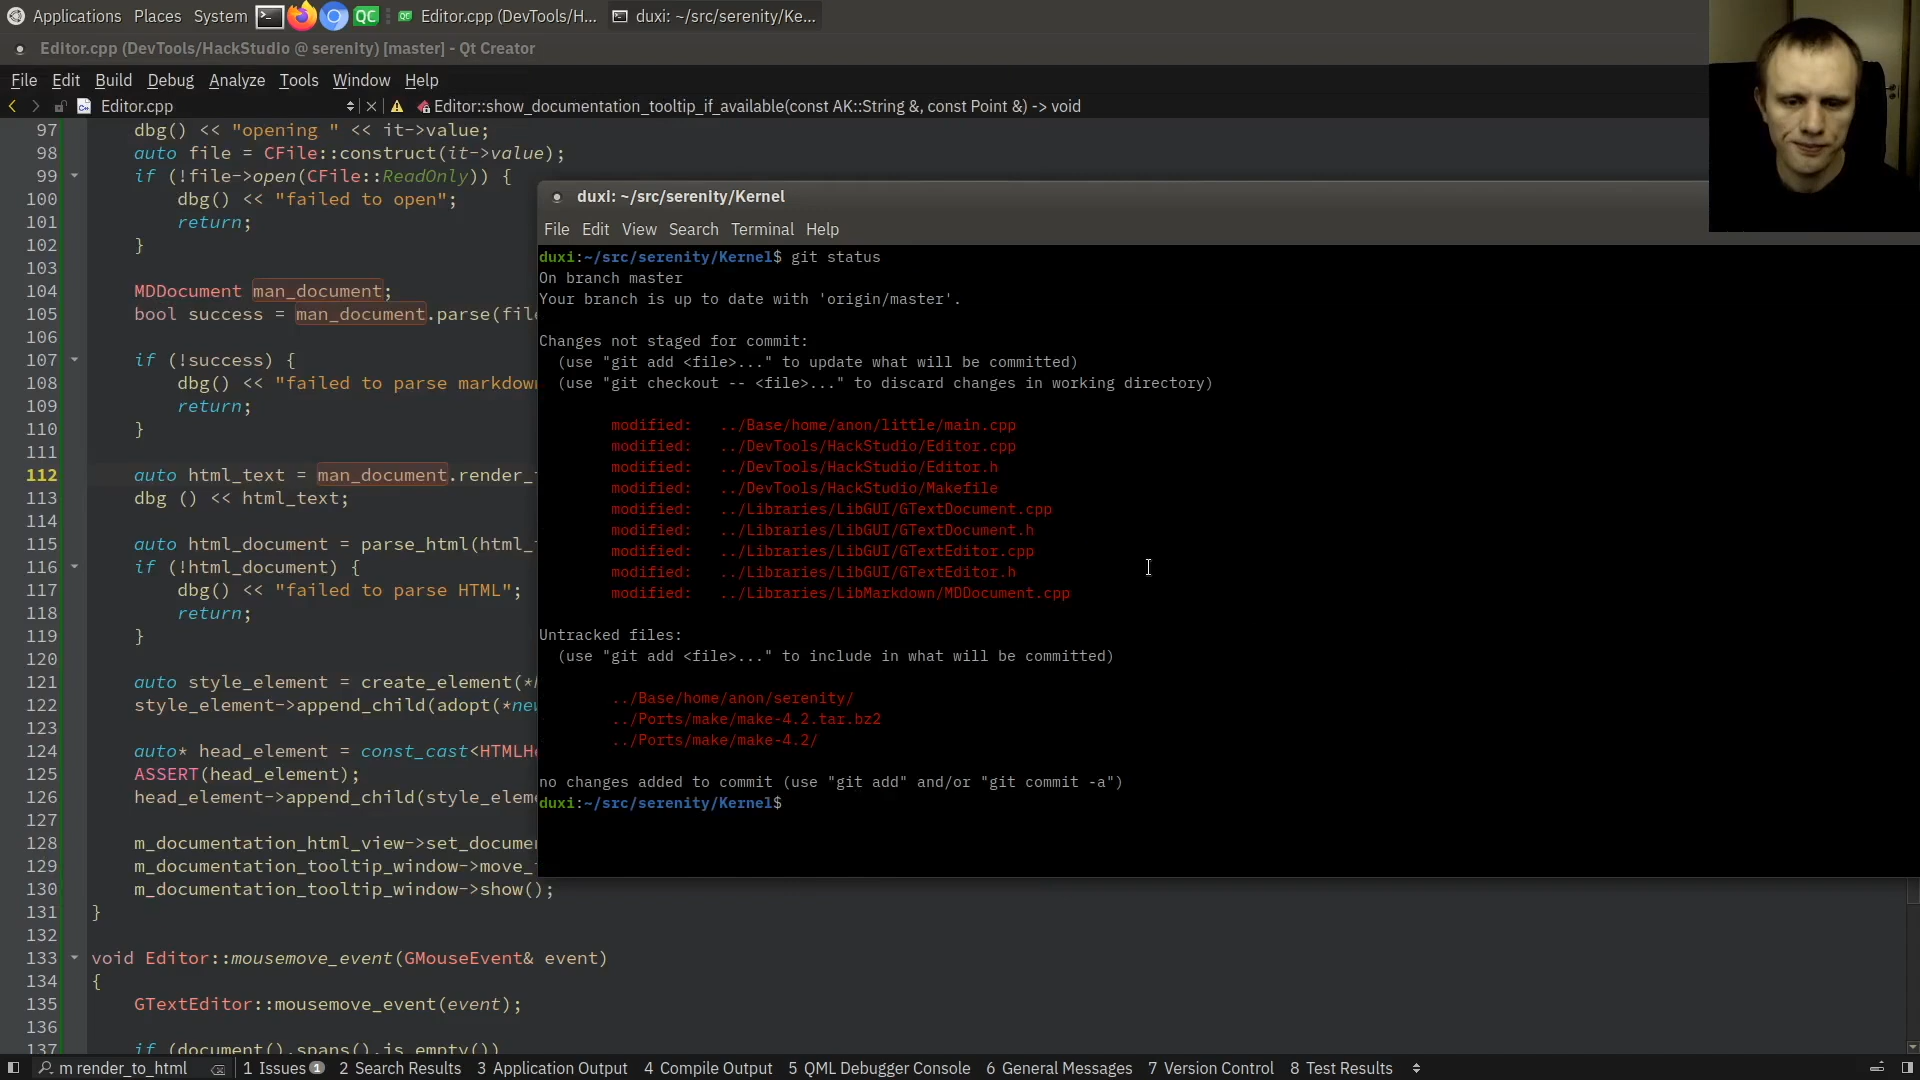 Applications Places System QC QC Editor.cpp (DevTools/H... duxi: ~/src/serenity/Ke...
Editor.cpp (DevTools/HackStudio @ serenity) [master] - Qt Creator
File Edit Build Debug Analyze Tools Window Help
Editor.cpp Editor::show_documentation_tooltip_if_available(const AK::String &, const Point &) -> void
97 dbg() << "opening " << it->value;
98 auto file = CFile::construct(it->value);
99 if (!file->open(CFile::ReadOnly)) {
100 dbg() << "failed to open";
101 return;
102 }
103
104 MDDocument man_document;
105 bool success = man_document.parse(fil
106
107 if (!success) {
108 dbg() << "failed to parse markdown
109 return;
110 }
111
112 auto html_text = man_document.render_
113 dbg () << html_text;
114
115 auto html_document = parse_html(html_
116 if (!html_document) {
117 dbg() << "failed to parse HTML";
118 return;
119 }
120
121 auto style_element = create_element(*
122 style_element->append_child(adopt(*new
123
124 auto* head_element = const_cast<HTMLHe
125 ASSERT(head_element);
126 head_element->append_child(style_elem
127
128 m_documentation_html_view->set_docume
129 m_documentation_tooltip_window->move_
130 m_documentation_tooltip_window->show();
131 }
132
133 void Editor::mousemove_event(GMouseEvent& event)
134 {
135 GTextEditor::mousemove_event(event);
136
137 if (document().spans().is_empty())
duxi: ~/src/serenity/Kernel
File Edit View Search Terminal Help
duxi:~/src/serenity/Kernel$ git status
On branch master
Your branch is up to date with 'origin/master'.
Changes not staged for commit:
(use "git add <file>..." to update what will be committed)
(use "git checkout -- <file>..." to discard changes in working directory)
modified: ../Base/home/anon/little/main.cpp
modified: ../DevTools/HackStudio/Editor.cpp
modified: ../DevTools/HackStudio/Editor.h
modified: ../DevTools/HackStudio/Makefile
modified: ../Libraries/LibGUI/GTextDocument.cpp
modified: ../Libraries/LibGUI/GTextDocument.h
modified: ../Libraries/LibGUI/GTextEditor.cpp
modified: ../Libraries/LibGUI/GTextEditor.h
modified: ../Libraries/LibMarkdown/MDDocument.cpp
Untracked files:
(use "git add <file>..." to include in what will be committed)
../Base/home/anon/serenity/
../Ports/make/make-4.2.tar.bz2
../Ports/make/make-4.2/
no changes added to commit (use "git add" and/or "git commit -a")
duxi:~/src/serenity/Kernel$
m render_to_html 1 Issues 1 2 Search Results 3 Application Output 4 Compile Output 5 QML Debugger Console 6 General Messages 7 Version Control 8 Test Results